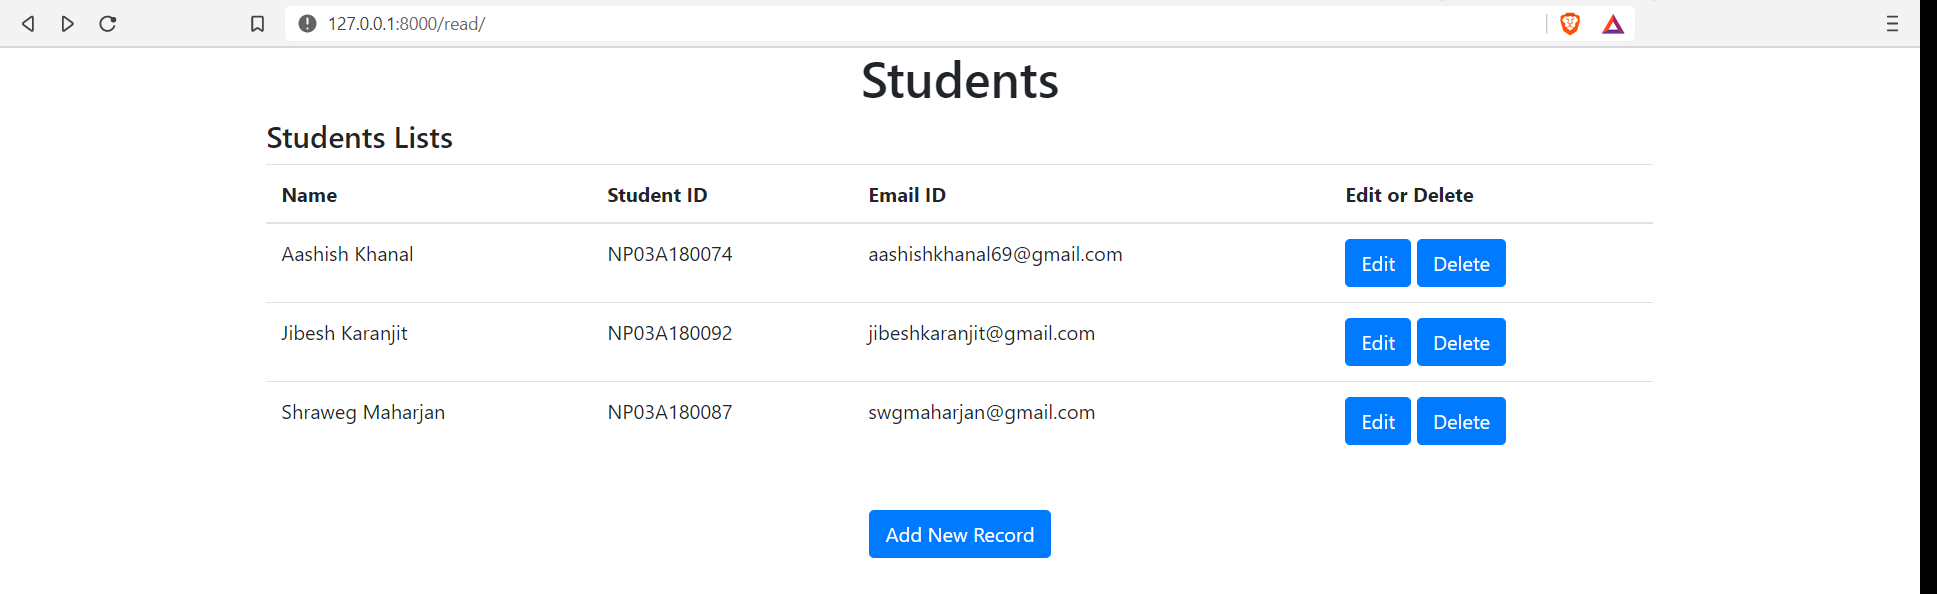 127.0.0.1:8000/read/
Students
Students Lists
Name Student ID Email ID Edit or Delete
Aashish Khanal NP03A180074 aashishkhanal69@gmail.com Edit Delete
Jibesh Karanjit NP03A180092 jibeshkaranjit@gmail.com Edit Delete
Shraweg Maharjan NP03A180087 swgmaharjan@gmail.com Edit Delete
Add New Record